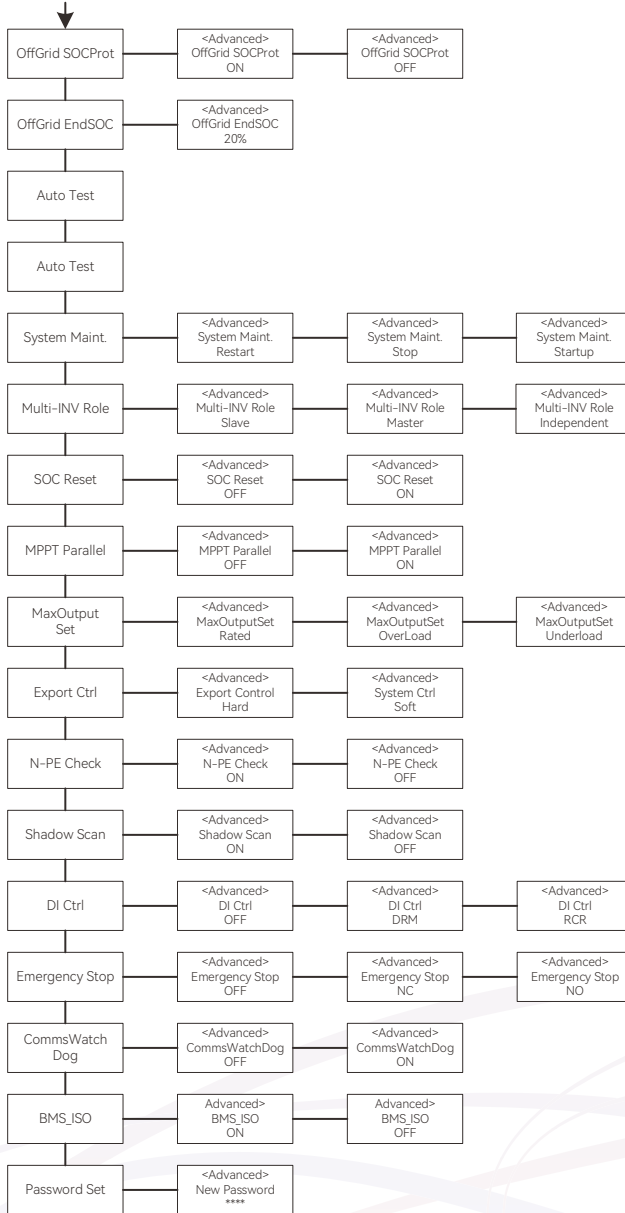 OffGrid SOCProt
<Advanced>
OffGrid SOCProt
ON
<Advanced>
OffGrid SOCProt
OFF
OffGrid EndSOC
<Advanced>
OffGrid EndSOC
20%
Auto Test
Auto Test
System Maint.
<Advanced>
System Maint.
Restart
<Advanced>
System Maint.
Stop
<Advanced>
System Maint.
Startup
Multi-INV Role
<Advanced>
Multi-INV Role
Slave
<Advanced>
Multi-INV Role
Master
<Advanced>
Multi-INV Role
Independent
SOC Reset
<Advanced>
SOC Reset
OFF
<Advanced>
SOC Reset
ON
MPPT Parallel
<Advanced>
MPPT Parallel
OFF
<Advanced>
MPPT Parallel
ON
MaxOutput
Set
<Advanced>
MaxOutputSet
Rated
<Advanced>
MaxOutputSet
OverLoad
<Advanced>
MaxOutputSet
Underload
Export Ctrl
<Advanced>
Export Control
Hard
<Advanced>
System Ctrl
Soft
N-PE Check
<Advanced>
N-PE Check
ON
<Advanced>
N-PE Check
OFF
Shadow Scan
<Advanced>
Shadow Scan
ON
<Advanced>
Shadow Scan
OFF
DI Ctrl
<Advanced>
DI Ctrl
OFF
<Advanced>
DI Ctrl
DRM
<Advanced>
DI Ctrl
RCR
Emergency Stop
<Advanced>
Emergency Stop
OFF
<Advanced>
Emergency Stop
NC
<Advanced>
Emergency Stop
NO
CommsWatch
Dog
<Advanced>
CommsWatchDog
OFF
<Advanced>
CommsWatchDog
ON
BMS_ISO
Advanced>
BMS_ISO
ON
Advanced>
BMS_ISO
OFF
Password Set
<Advanced>
New Password
****